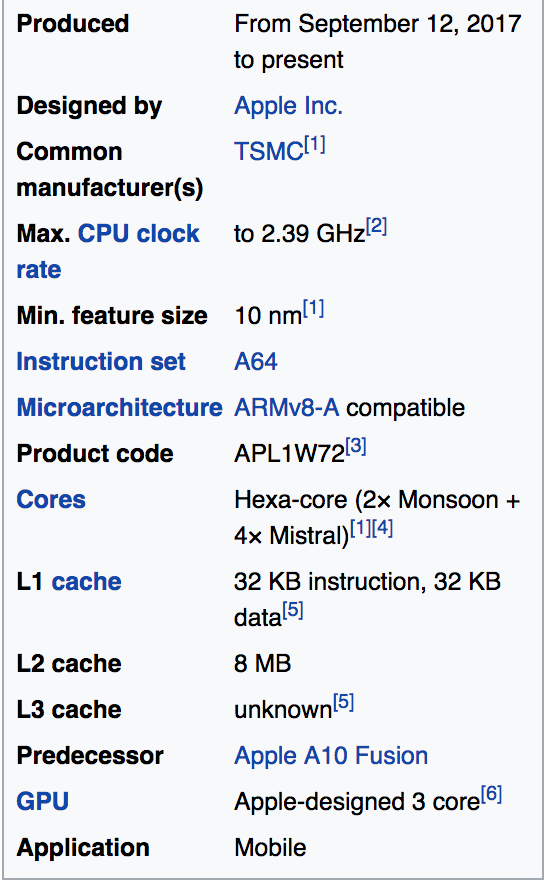 Produced From September 12, 2017
to present
Designed by Apple Inc.
Common TSMC[1]
manufacturer(s)
Max. CPU clock to 2.39 GHz[2]
rate
Min. feature size 10 nm[1]
Instruction set A64
Microarchitecture ARMv8-A compatible
Product code APL1W72[3]
Cores Hexa-core (2× Monsoon +
4× Mistral)[1][4]
L1 cache 32 KB instruction, 32 KB
data[5]
L2 cache 8 MB
L3 cache unknown[5]
Predecessor Apple A10 Fusion
GPU Apple-designed 3 core[6]
Application Mobile